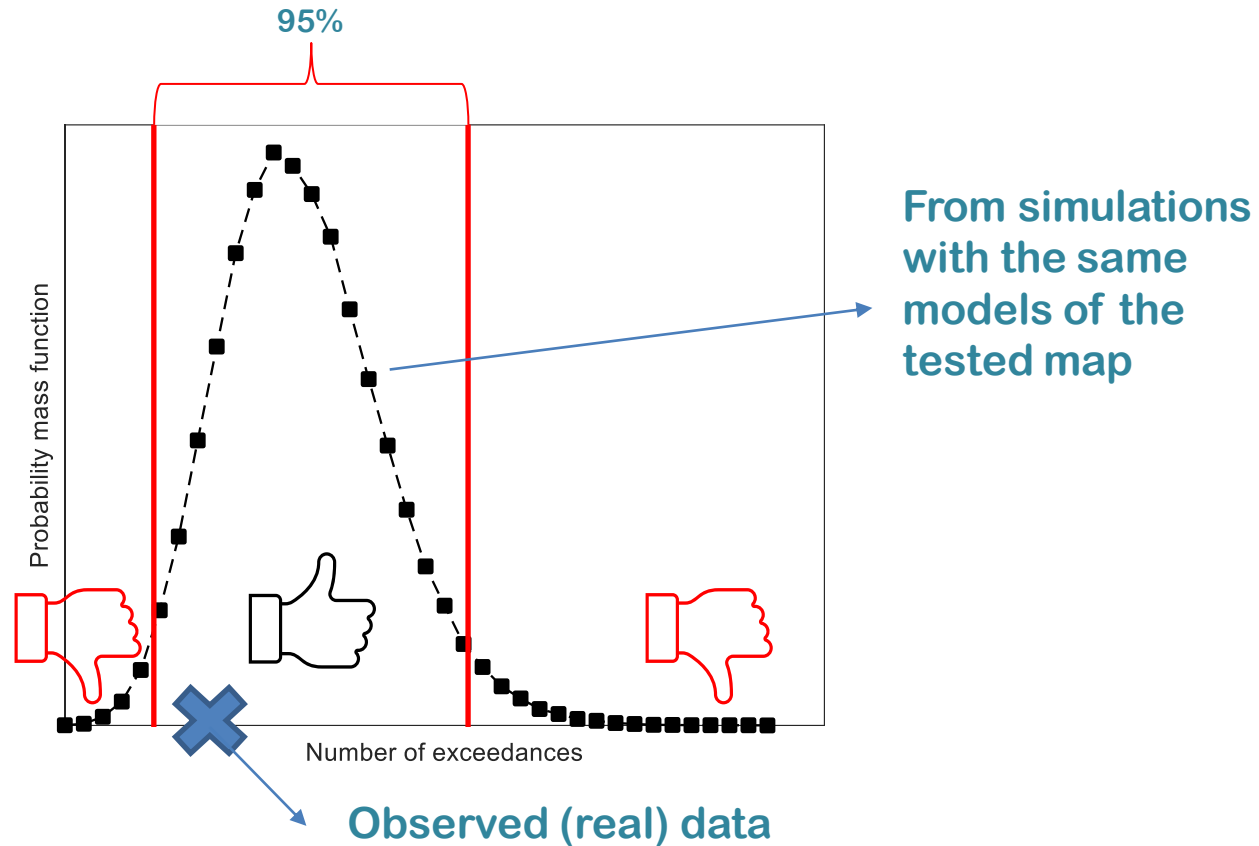 95%
From simulations
with the same
models of the
tested map
Probability mass function
Number of exceedances
Observed (real) data